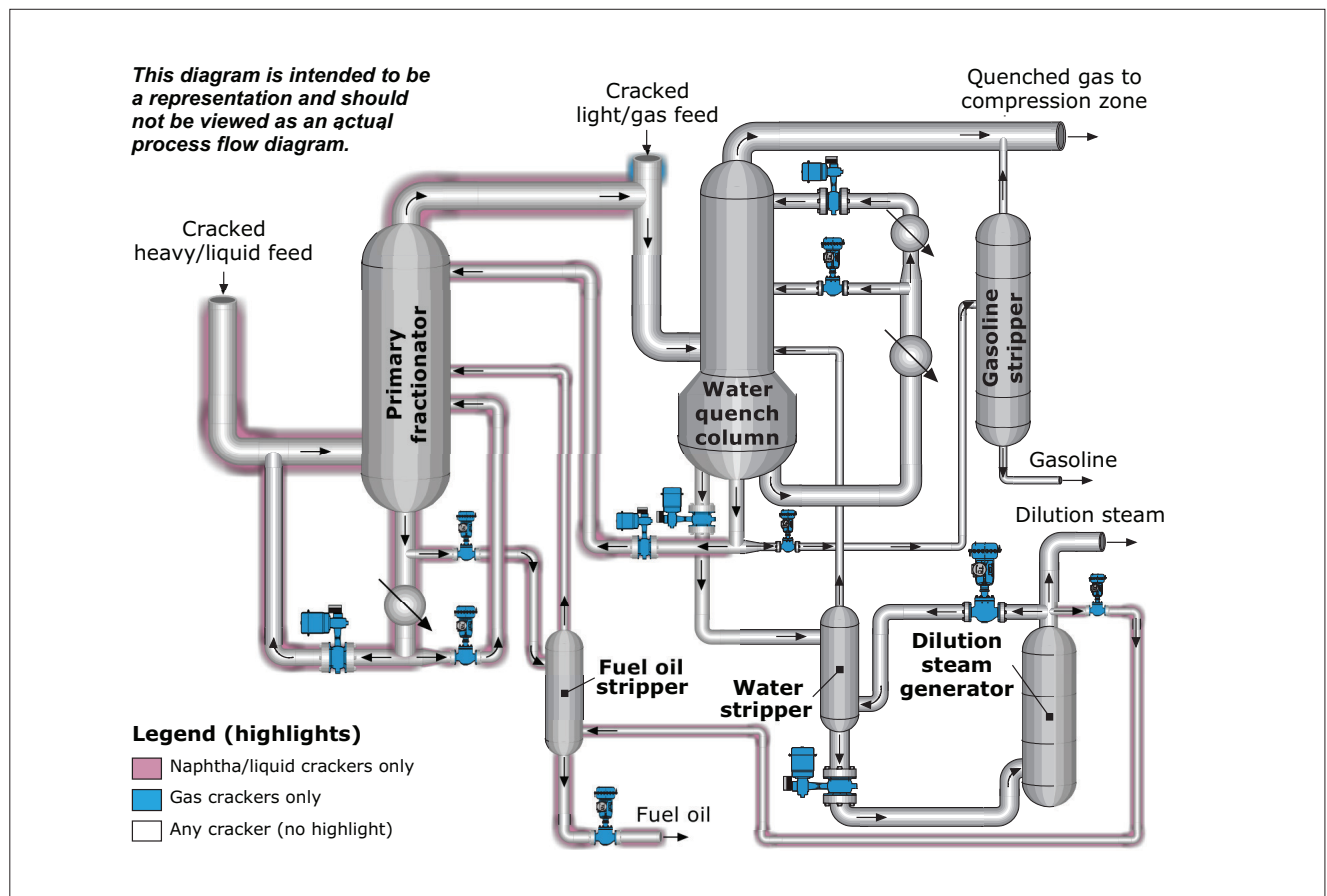 This diagram is intended to be
a representation and should
not be viewed as an actual
process flow diagram.
Cracked
light/gas feed
Quenched gas to
compression zone
Cracked
heavy/liquid feed
Primary
fractionator
Water
quench
column
Gasoline
stripper
Gasoline
Dilution steam
Fuel oil
stripper
Water
stripper
Dilution
steam
generator
Fuel oil
Legend (highlights)
Naphtha/liquid crackers only
Gas crackers only
Any cracker (no highlight)